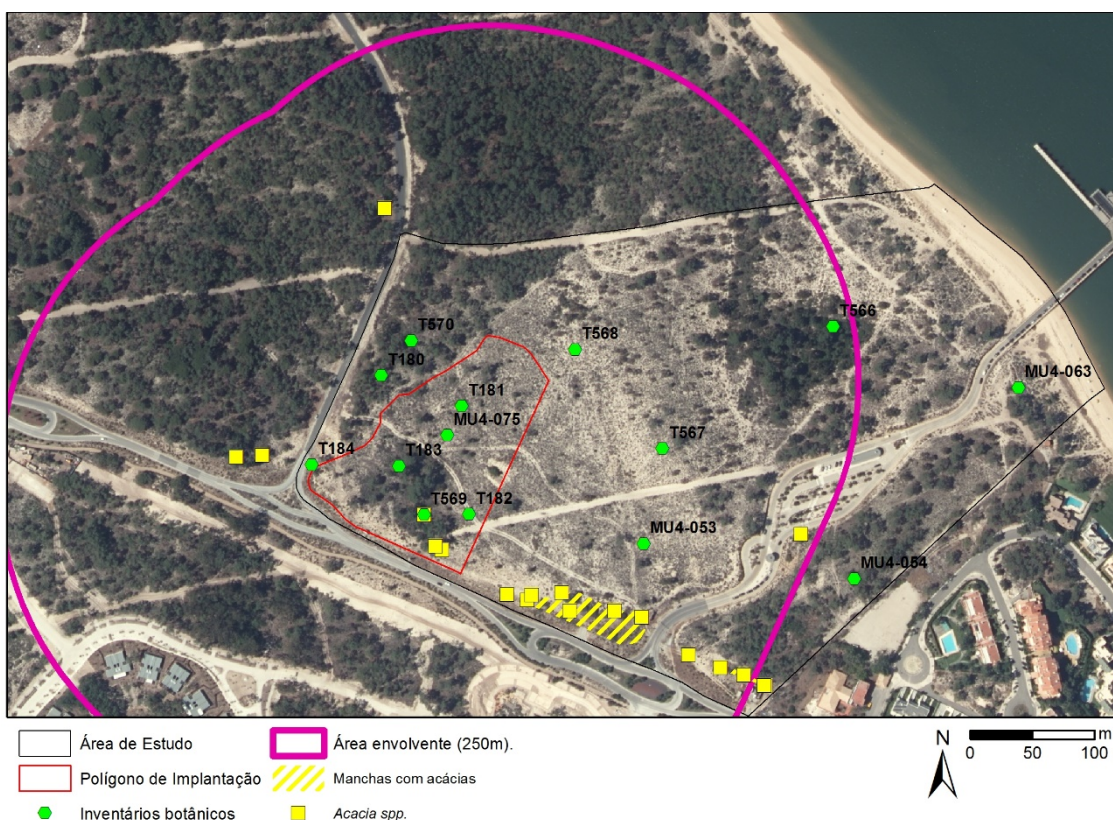 T566
T570
T568
T180
MU4-063
T181
MU4-075
T567
T184
T183
T569
T182
MU4-053
MU4-054
Área de Estudo
Área envolvente (250m).
N
m
0 50 100
Polígono de Implantação
Manchas com acácias
Inventários botânicos
Acacia spp.